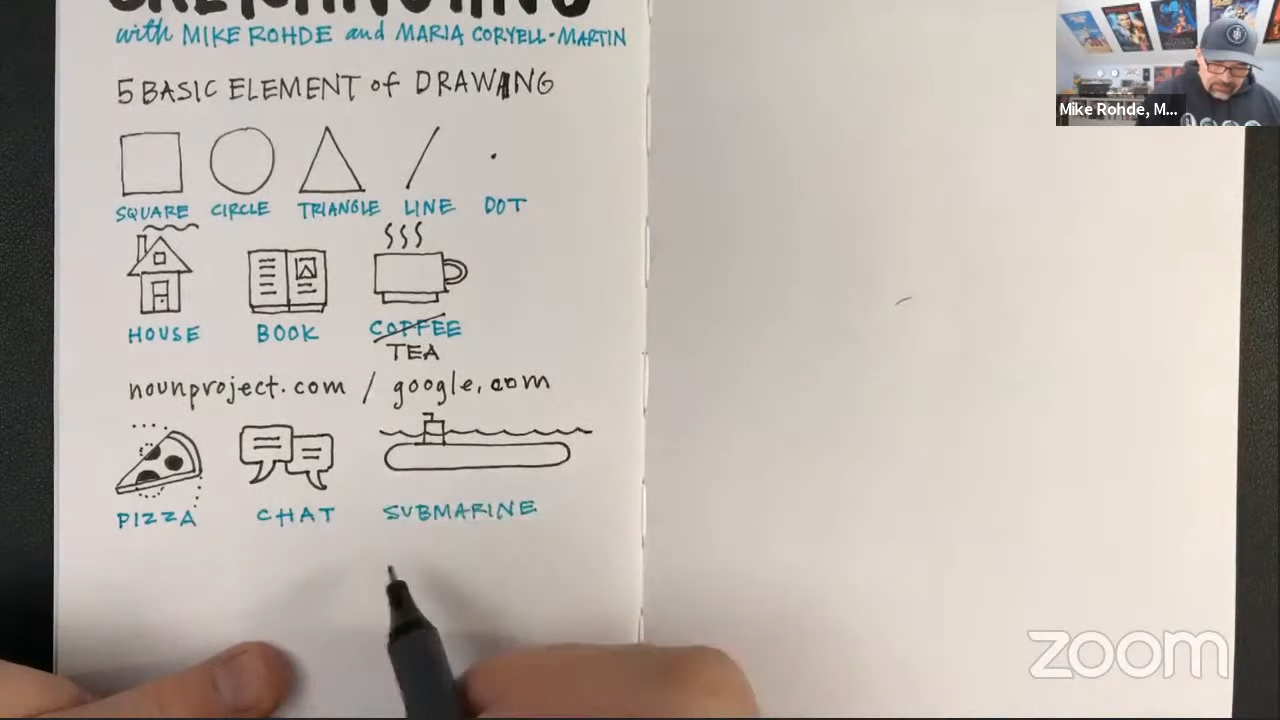 SKETCHNOTING
with MIKE ROHDE and MARIA CORYELL-MARTIN
Mike Rohde, M...
5 BASIC ELEMENT of DRAWING
SQUARE CIRCLE TRIANGLE LINE DOT
HOUSE BOOK COFFEE
TEA
nounproject.com / google.com
PIZZA CHAT SUBMARINE
zoom